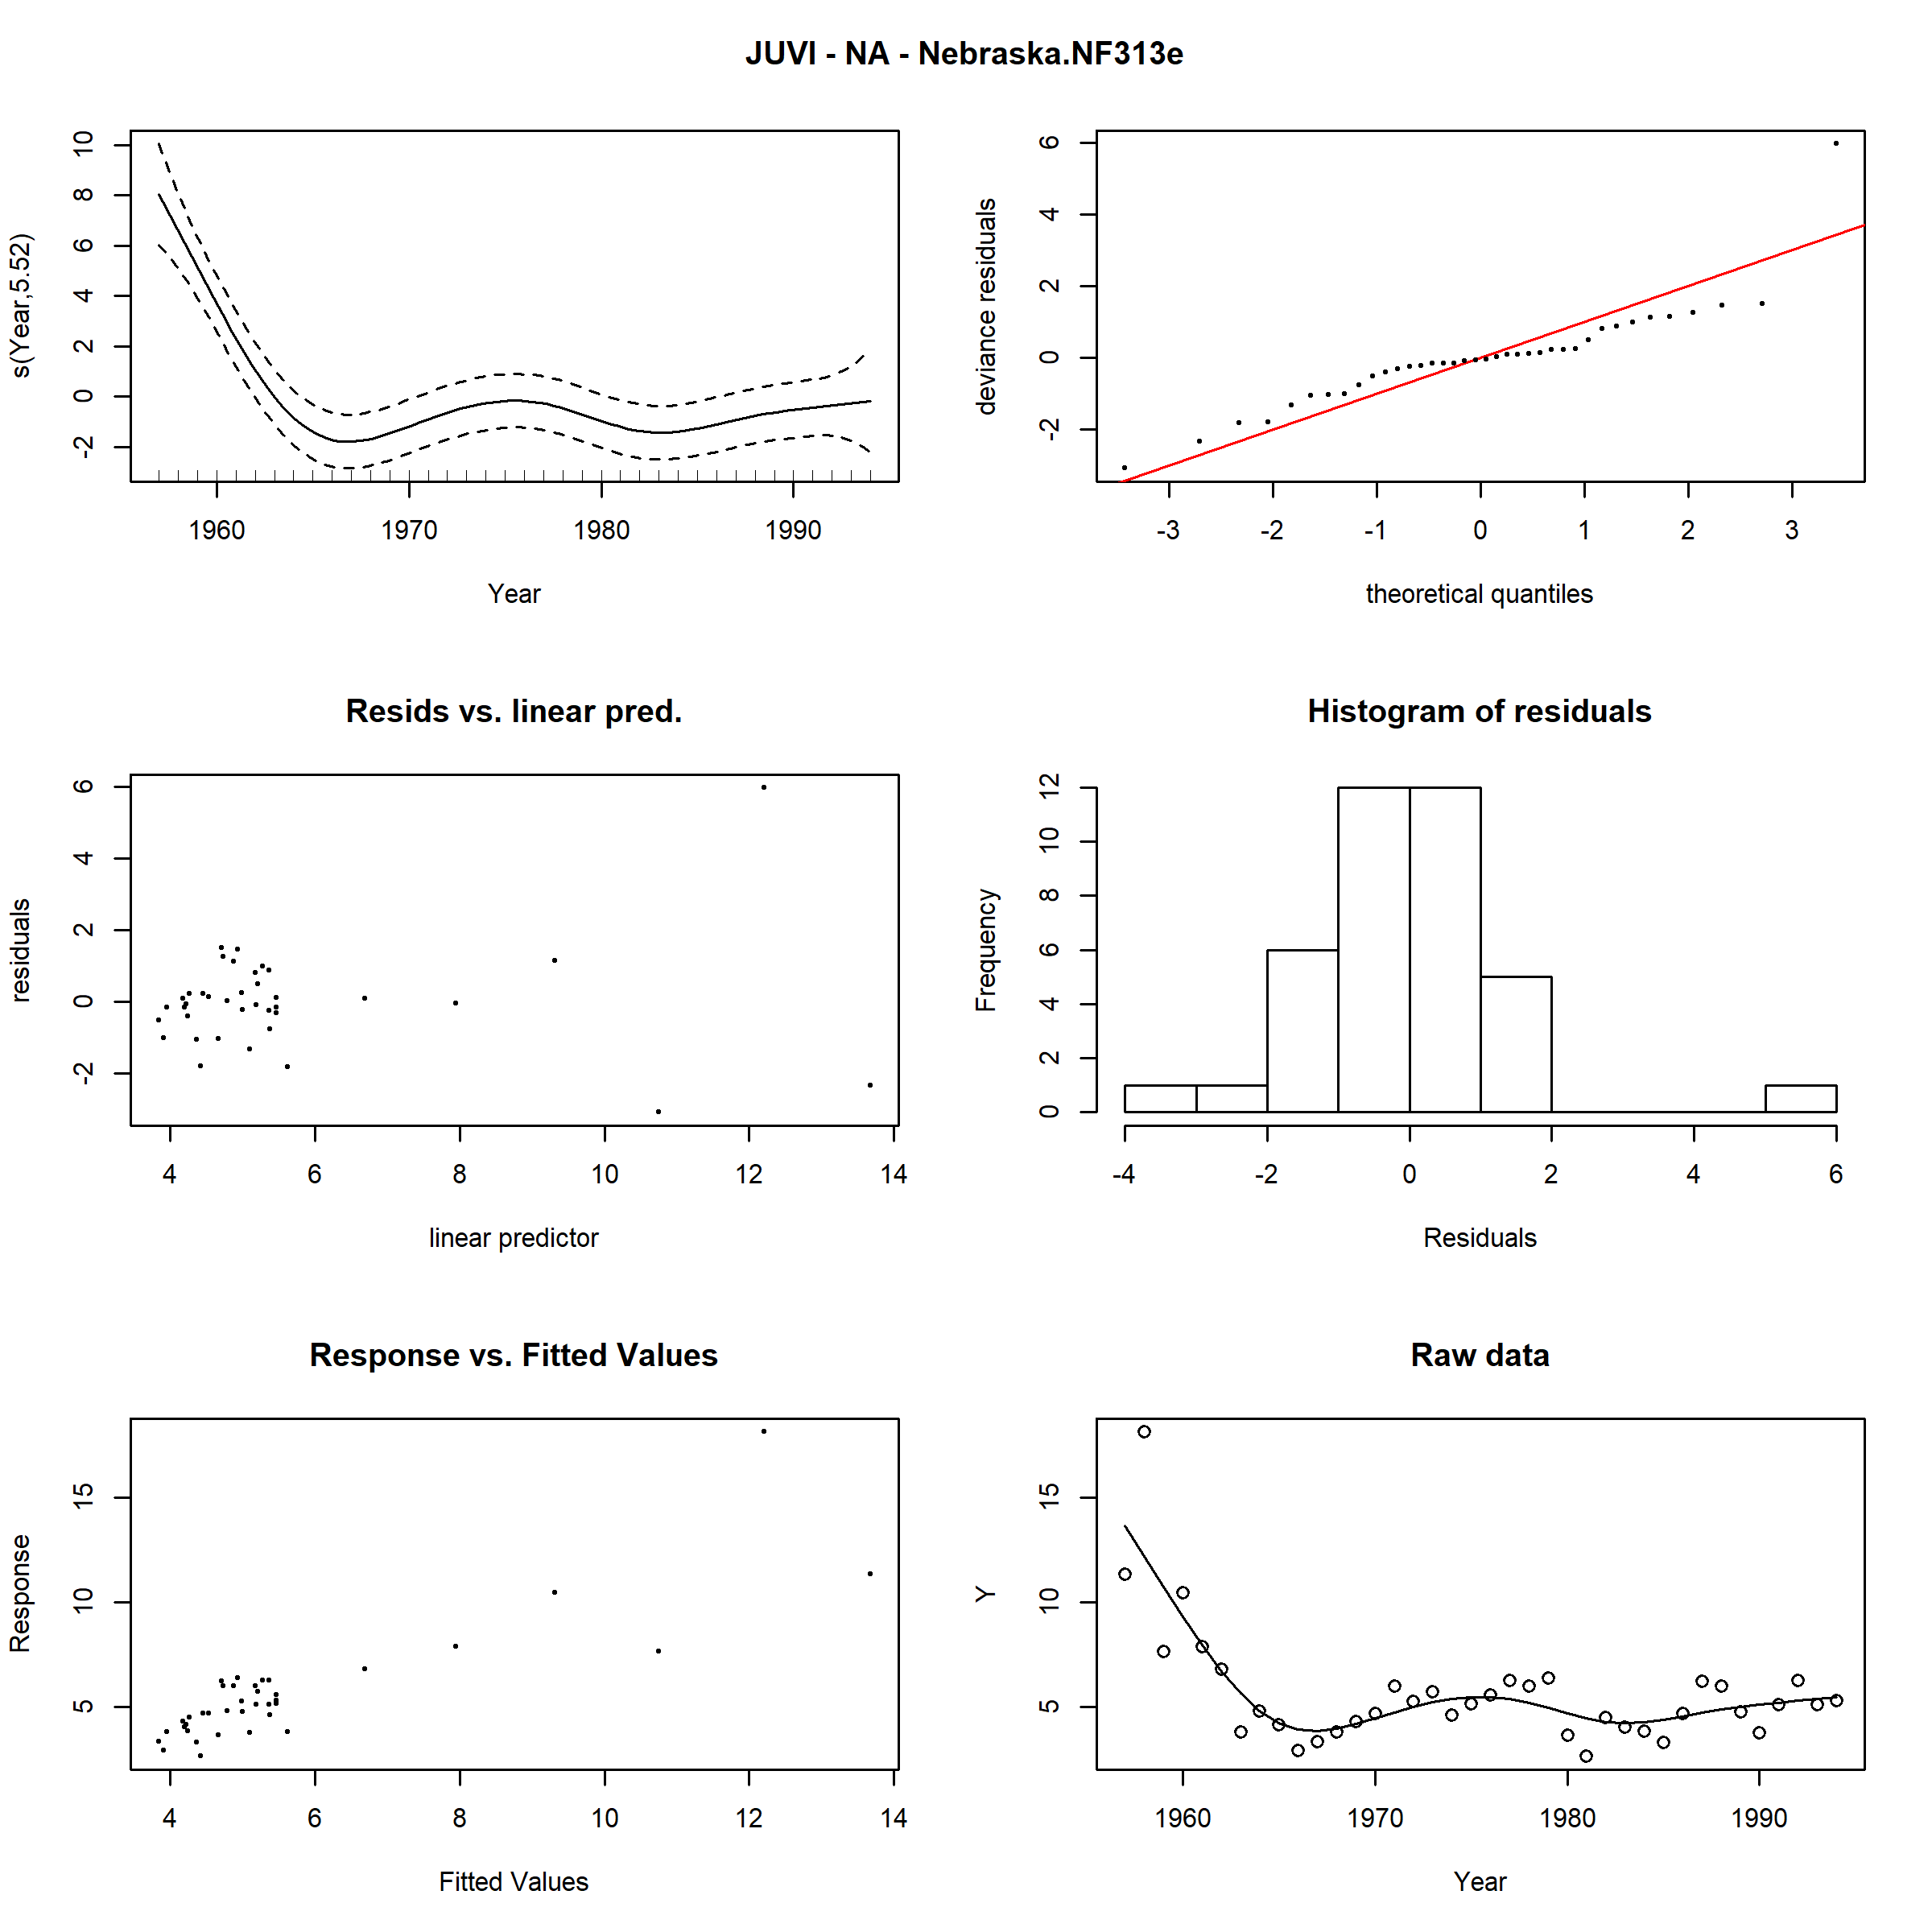 JUVI - NA - Nebraska.NF313e
s(Year,5.52)
10
8
6
4
2
0
-2
1960 1970 1980 1990
Year
deviance residuals
6
4
2
0
-2
-3 -2 -1 0 1 2 3
theoretical quantiles
Resids vs. linear pred.
residuals
6
4
2
0
-2
4 6 8 10 12 14
linear predictor
Histogram of residuals
Frequency
12
10
8
6
4
2
0
-4 -2 0 2 4 6
Residuals
Response vs. Fitted Values
Response
15
10
5
4 6 8 10 12 14
Fitted Values
Raw data
Y
15
10
5
1960 1970 1980 1990
Year